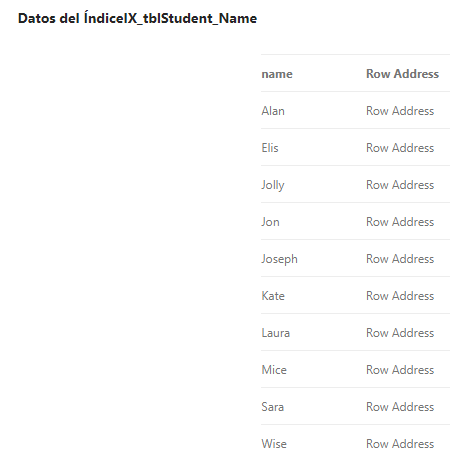 Datos del ÍndiceIX_tblStudent_Name
name Row Address
Alan Row Address
Elis Row Address
Jolly Row Address
Jon Row Address
Joseph Row Address
Kate Row Address
Laura Row Address
Mice Row Address
Sara Row Address
Wise Row Address